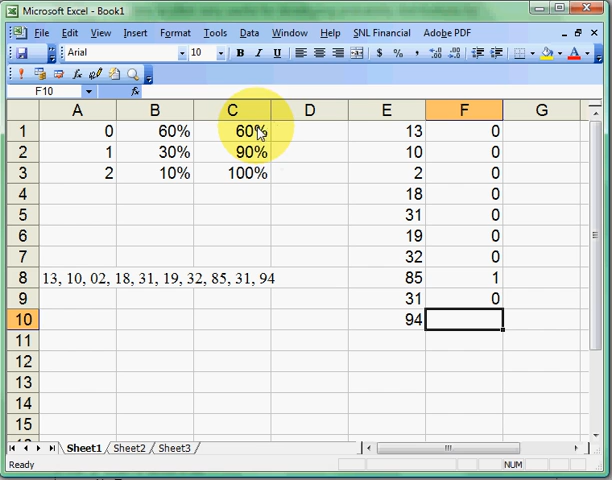 Microsoft Excel - Book1
File Edit View Insert Format Tools Data Window Help SNL Financial Adobe PDF
Arial 10 B I U $ % ,
F10 fx
A B C D E F G
1 0 60% 60% 13 0
2 1 30% 90% 10 0
3 2 10% 100% 2 0
4 18 0
5 31 0
6 19 0
7 32 0
8 13, 10, 02, 18, 31, 19, 32, 85, 31, 94 85 1
9 31 0
10 94
11
12
13
14
15
Sheet1 Sheet2 Sheet3
Ready NUM